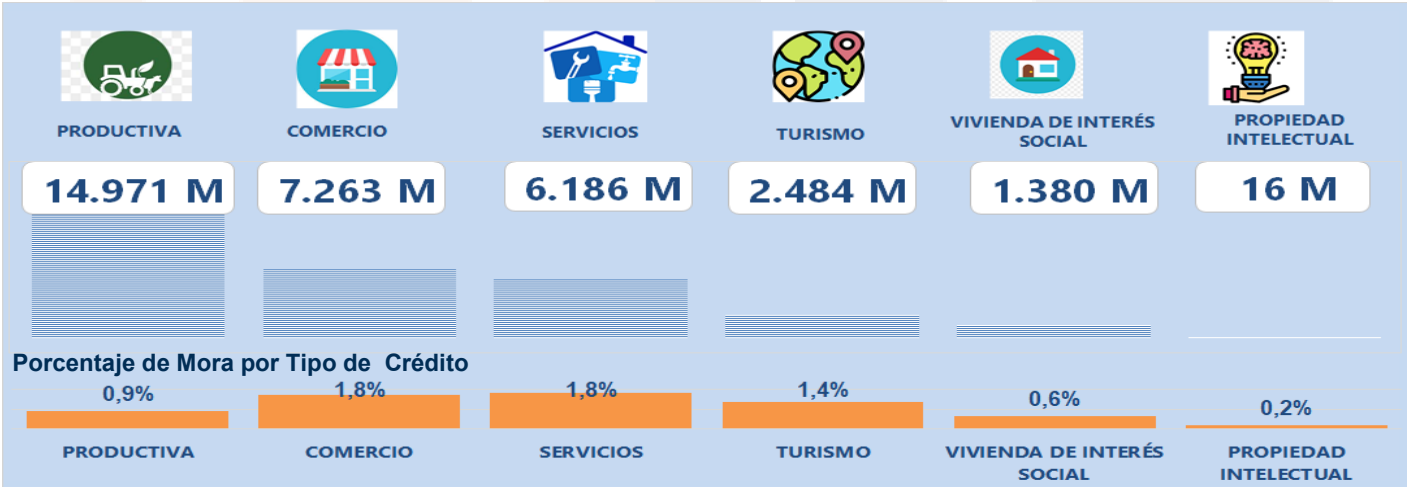 PRODUCTIVA
COMERCIO
SERVICIOS
TURISMO
VIVIENDA DE INTERÉS
SOCIAL
PROPIEDAD
INTELECTUAL
14.971 M
7.263 M
6.186 M
2.484 M
1.380 M
16 M
Porcentaje de Mora por Tipo de Crédito
0,9%
1,8%
1,8%
1,4%
0,6%
0,2%
PRODUCTIVA
COMERCIO
SERVICIOS
TURISMO
VIVIENDA DE INTERÉS
SOCIAL
PROPIEDAD
INTELECTUAL